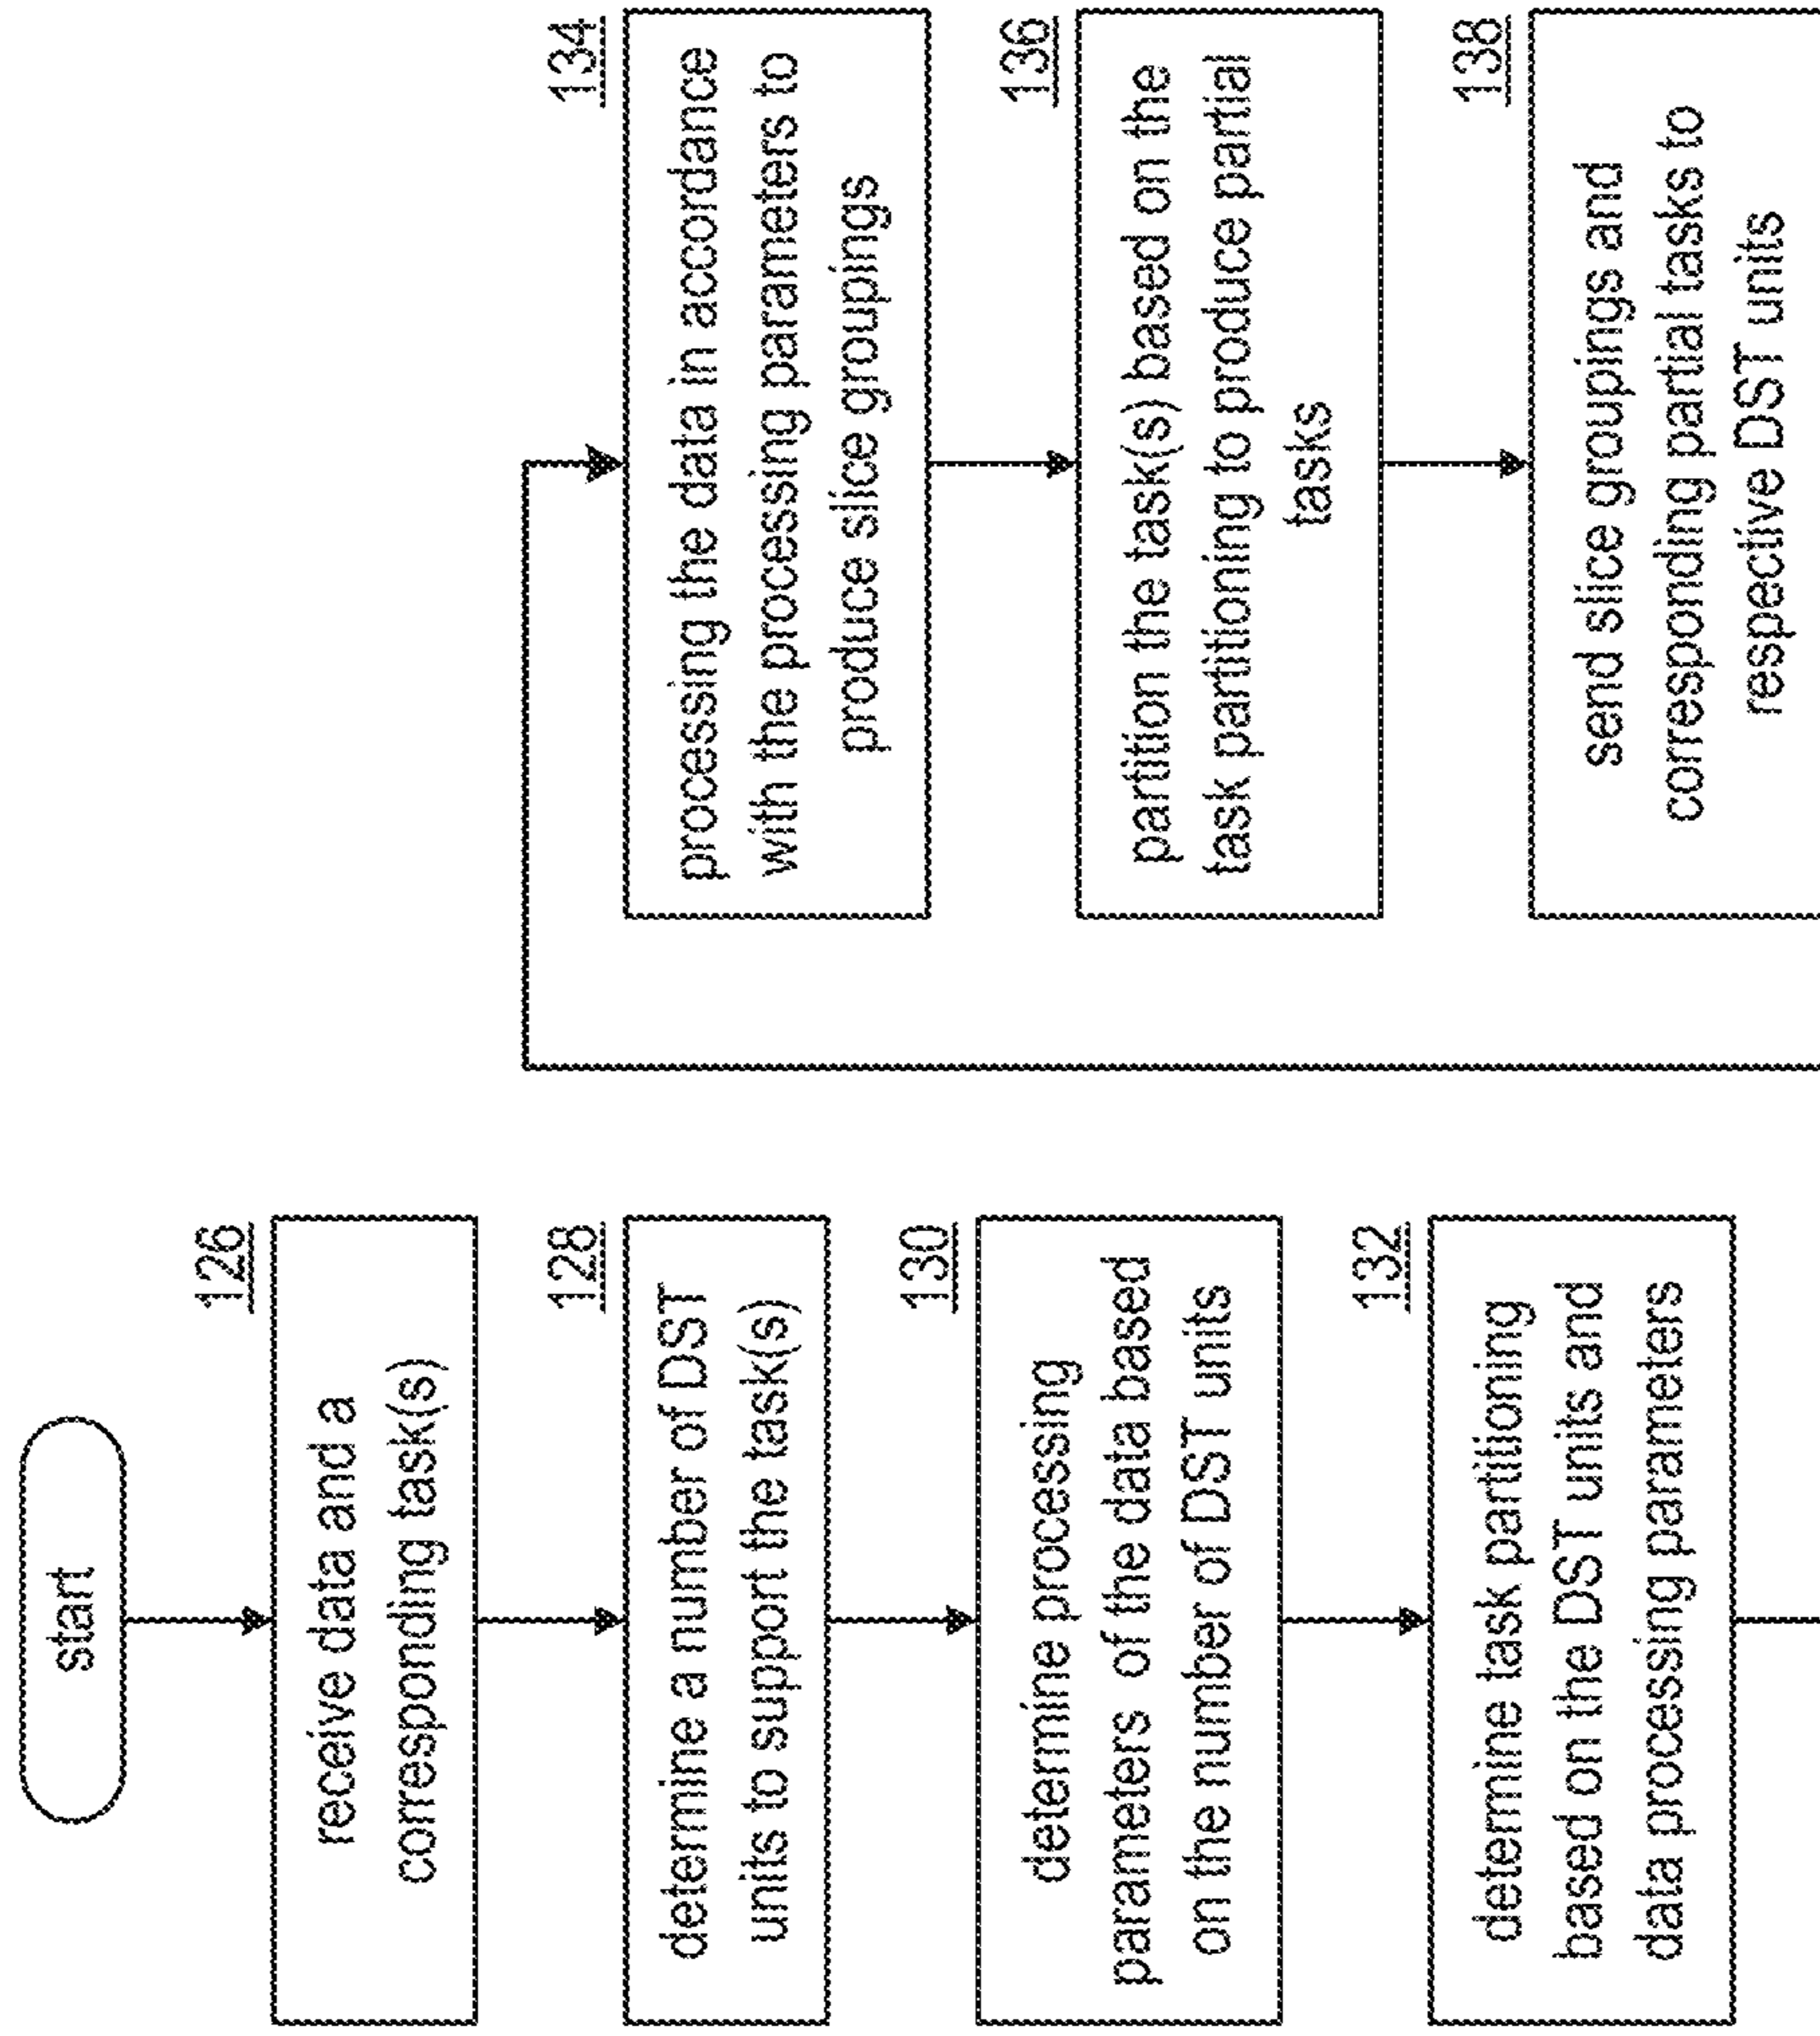 start
126
receive data and a
corresponding task(s)
128
determine a number of DST
units to support the task(s)
130
determine processing
parameters of the data based
on the number of DST units
132
determine task partitioning
based on the DST units and
data processing parameters
134
processing the data in accordance
with the processing parameters to
produce slice groupings
136
partition the task(s) based on the
task partitioning to produce partial
tasks
138
send slice groupings and
corresponding partial tasks to
respective DST units